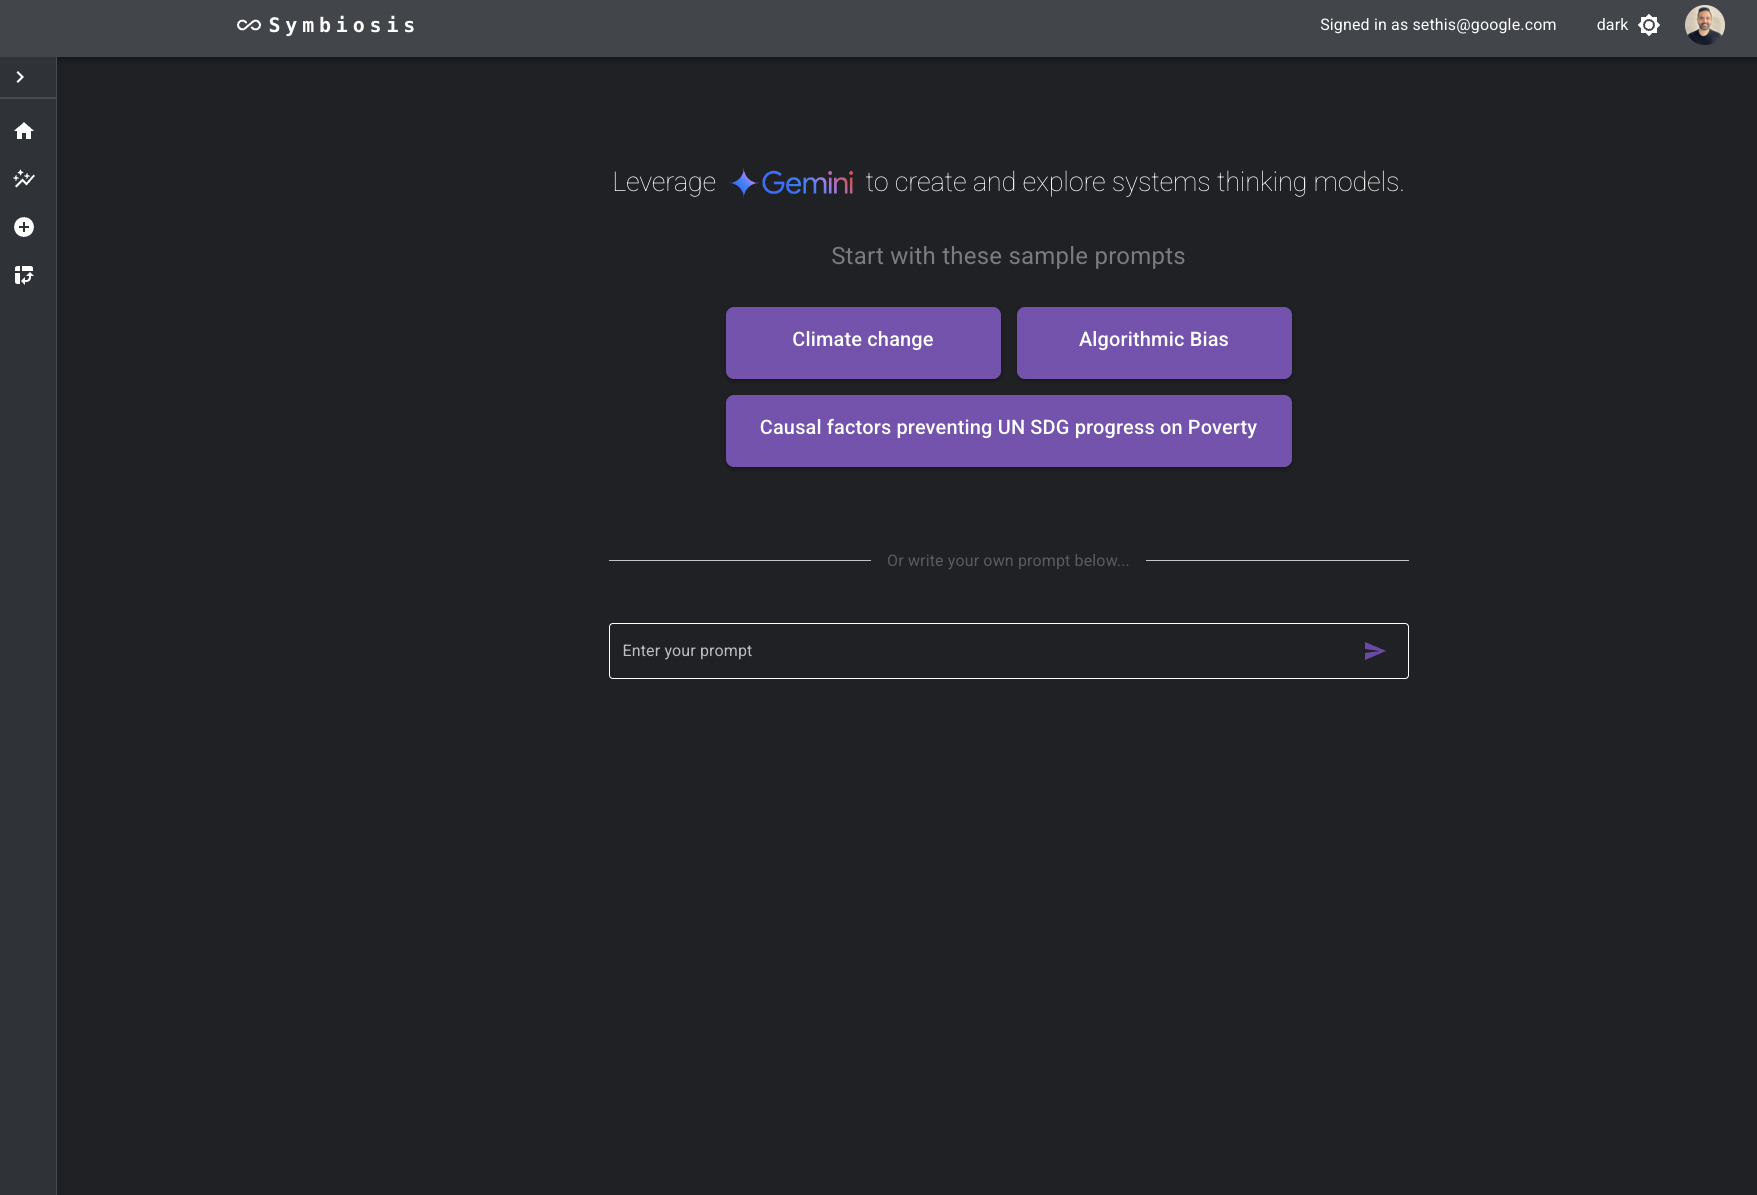 Symbiosis
Signed in as sethis@google.com
dark
Leverage Gemini to create and explore systems thinking models.
Start with these sample prompts
Climate change
Algorithmic Bias
Causal factors preventing UN SDG progress on Poverty
Or write your own prompt below...
Enter your prompt